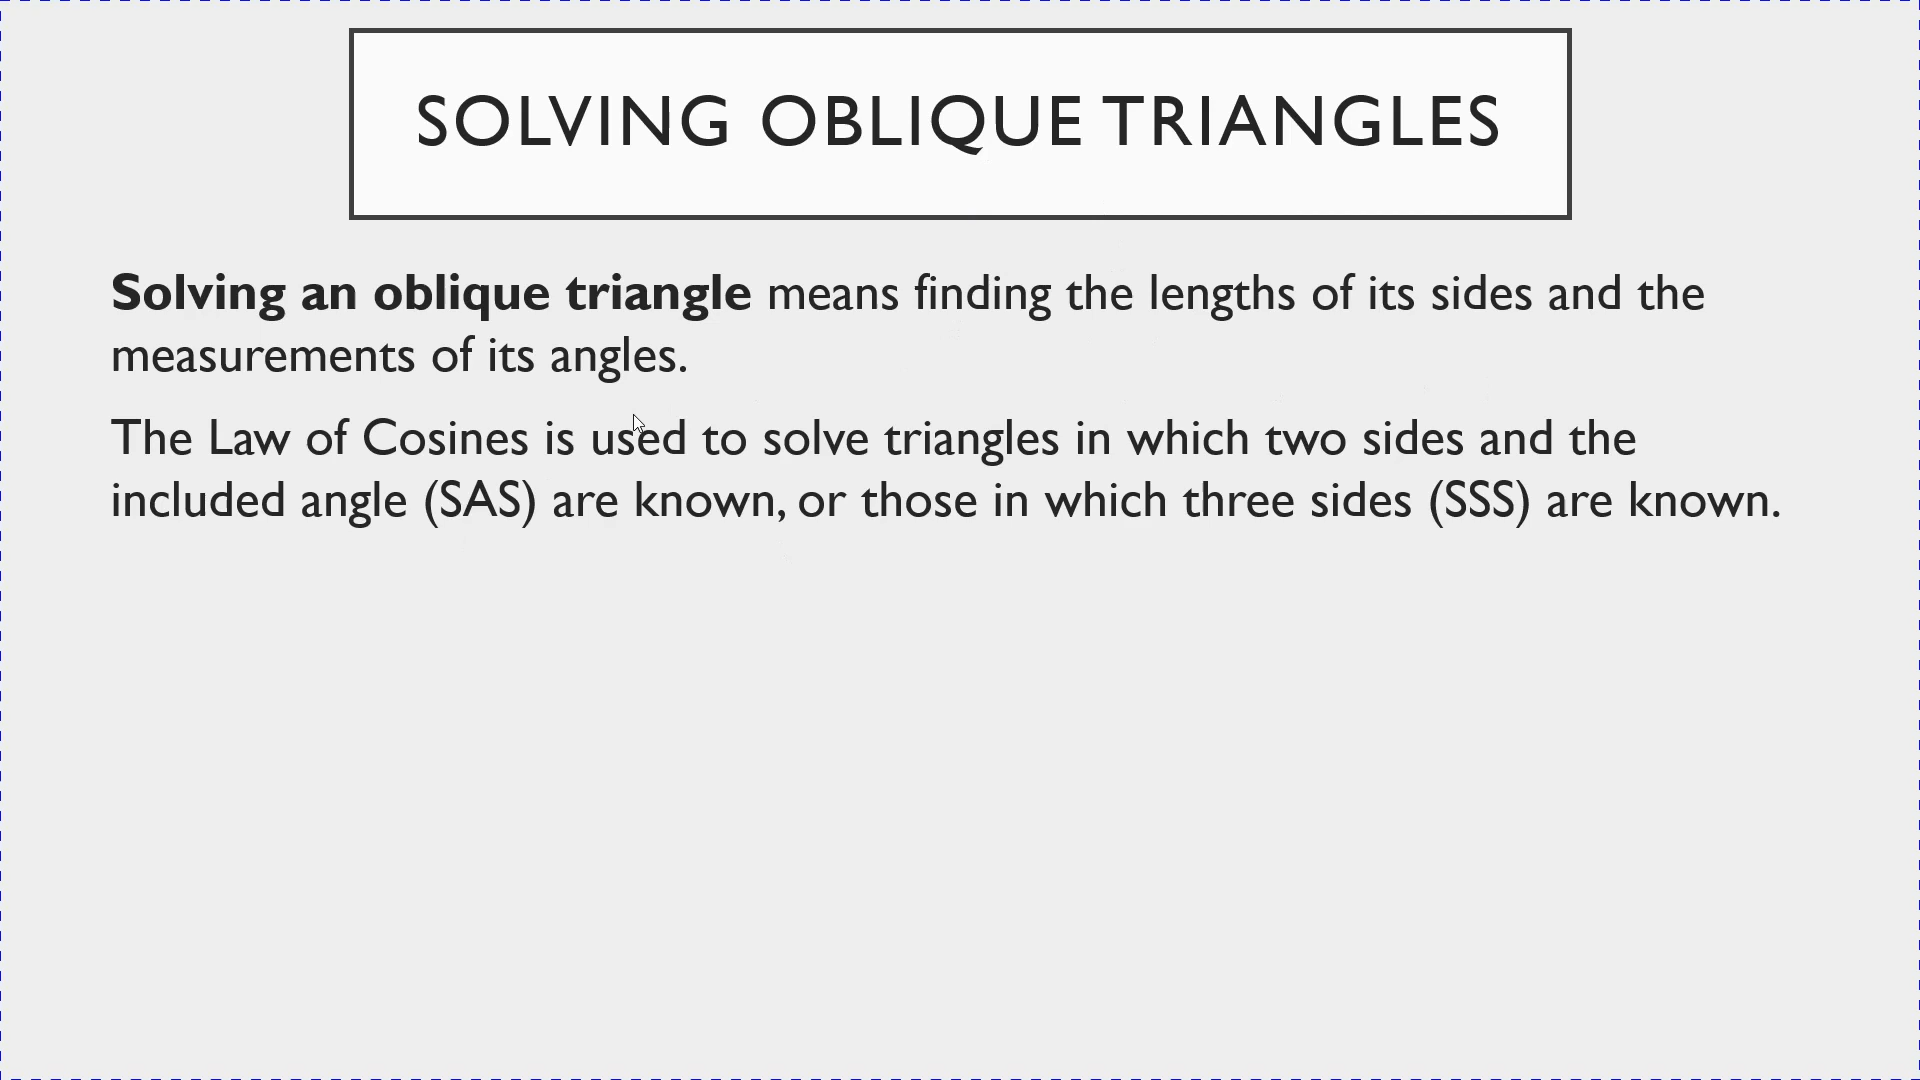 SOLVING OBLIQUE TRIANGLES
Solving an oblique triangle means finding the lengths of its sides and the
measurements of its angles.
The Law of Cosines is used to solve triangles in which two sides and the
included angle (SAS) are known, or those in which three sides (SSS) are known.